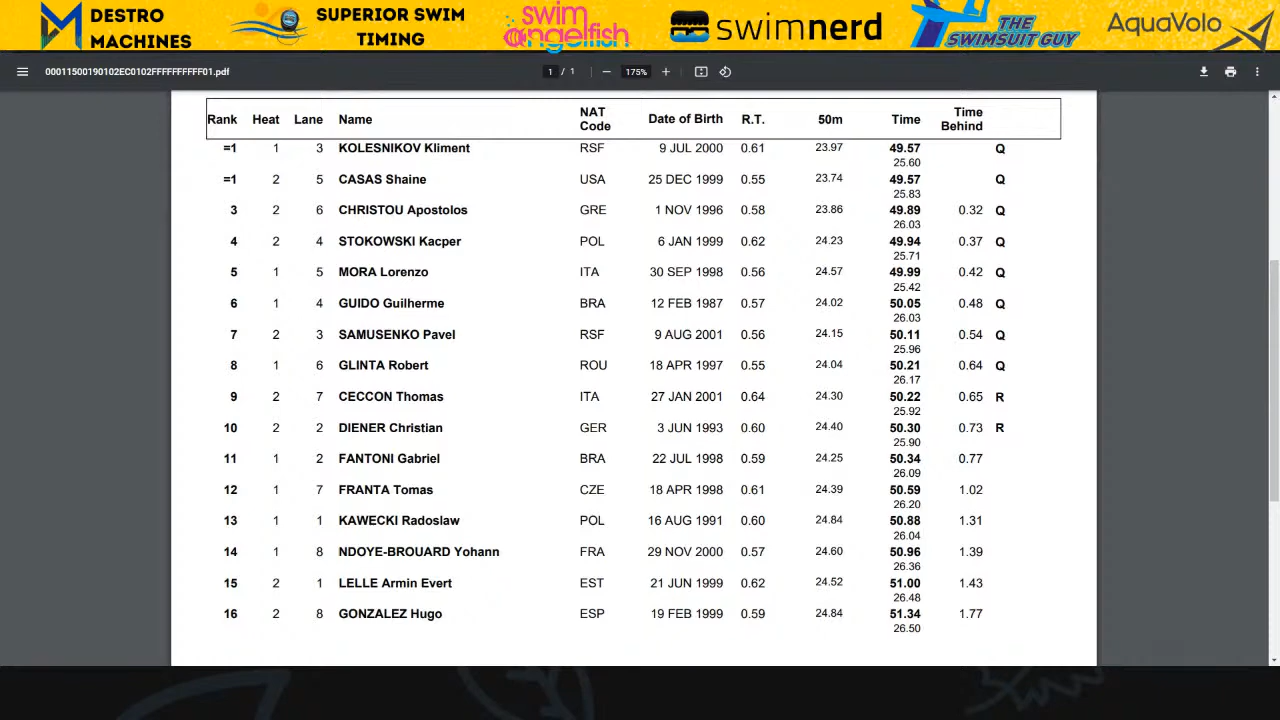 DESTRO MACHINES
SUPERIOR SWIM TIMING
swim angelfish
swimnerd
THE SWIMSUIT GUY
AquaVolo
00011500190102EC0102FFFFFFFFFF01.pdf
1 / 1 — 175% +
Rank Heat Lane Name NAT Code Date of Birth R.T. 50m Time Time Behind
=1 1 3 KOLESNIKOV Kliment RSF 9 JUL 2000 0.61 23.97 49.57 Q
25.60
=1 2 5 CASAS Shaine USA 25 DEC 1999 0.55 23.74 49.57 Q
25.83
3 2 6 CHRISTOU Apostolos GRE 1 NOV 1996 0.58 23.86 49.89 0.32 Q
26.03
4 2 4 STOKOWSKI Kacper POL 6 JAN 1999 0.62 24.23 49.94 0.37 Q
25.71
5 1 5 MORA Lorenzo ITA 30 SEP 1998 0.56 24.57 49.99 0.42 Q
25.42
6 1 4 GUIDO Guilherme BRA 12 FEB 1987 0.57 24.02 50.05 0.48 Q
26.03
7 2 3 SAMUSENKO Pavel RSF 9 AUG 2001 0.56 24.15 50.11 0.54 Q
25.96
8 1 6 GLINTA Robert ROU 18 APR 1997 0.55 24.04 50.21 0.64 Q
26.17
9 2 7 CECCON Thomas ITA 27 JAN 2001 0.64 24.30 50.22 0.65 R
25.92
10 2 2 DIENER Christian GER 3 JUN 1993 0.60 24.40 50.30 0.73 R
25.90
11 1 2 FANTONI Gabriel BRA 22 JUL 1998 0.59 24.25 50.34 0.77
26.09
12 1 7 FRANTA Tomas CZE 18 APR 1998 0.61 24.39 50.59 1.02
26.20
13 1 1 KAWECKI Radoslaw POL 16 AUG 1991 0.60 24.84 50.88 1.31
26.04
14 1 8 NDOYE-BROUARD Yohann FRA 29 NOV 2000 0.57 24.60 50.96 1.39
26.36
15 2 1 LELLE Armin Evert EST 21 JUN 1999 0.62 24.52 51.00 1.43
26.48
16 2 8 GONZALEZ Hugo ESP 19 FEB 1999 0.59 24.84 51.34 1.77
26.50